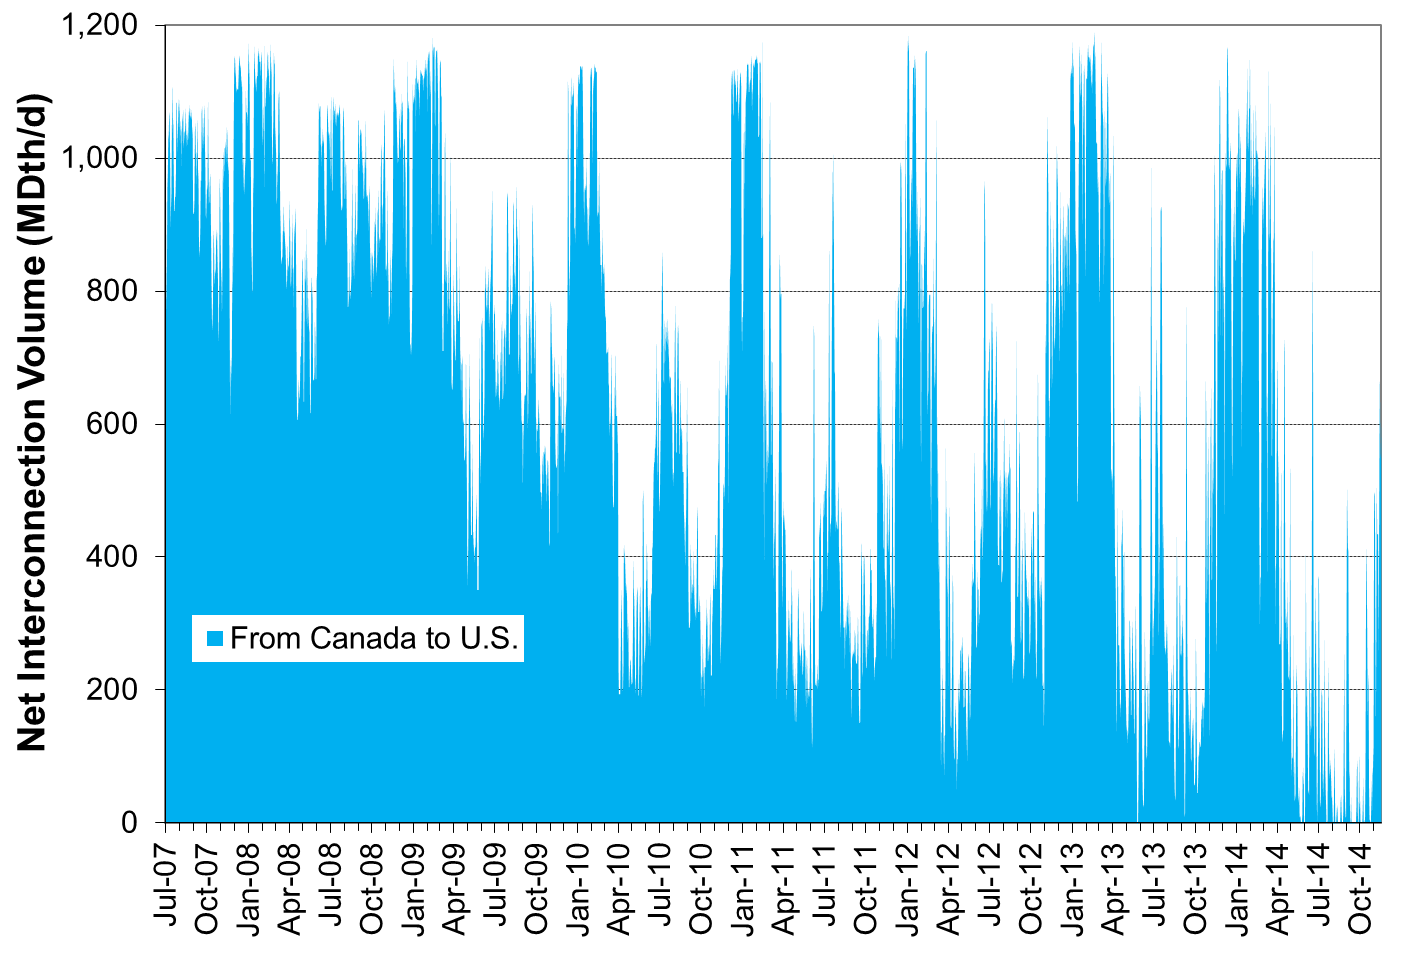 Net Interconnection Volume (MDth/d)
1,200
1,000
800
600
400
200
0
From Canada to U.S.
Jul-07
Oct-07
Jan-08
Apr-08
Jul-08
Oct-08
Jan-09
Apr-09
Jul-09
Oct-09
Jan-10
Apr-10
Jul-10
Oct-10
Jan-11
Apr-11
Jul-11
Oct-11
Jan-12
Apr-12
Jul-12
Oct-12
Jan-13
Apr-13
Jul-13
Oct-13
Jan-14
Apr-14
Jul-14
Oct-14